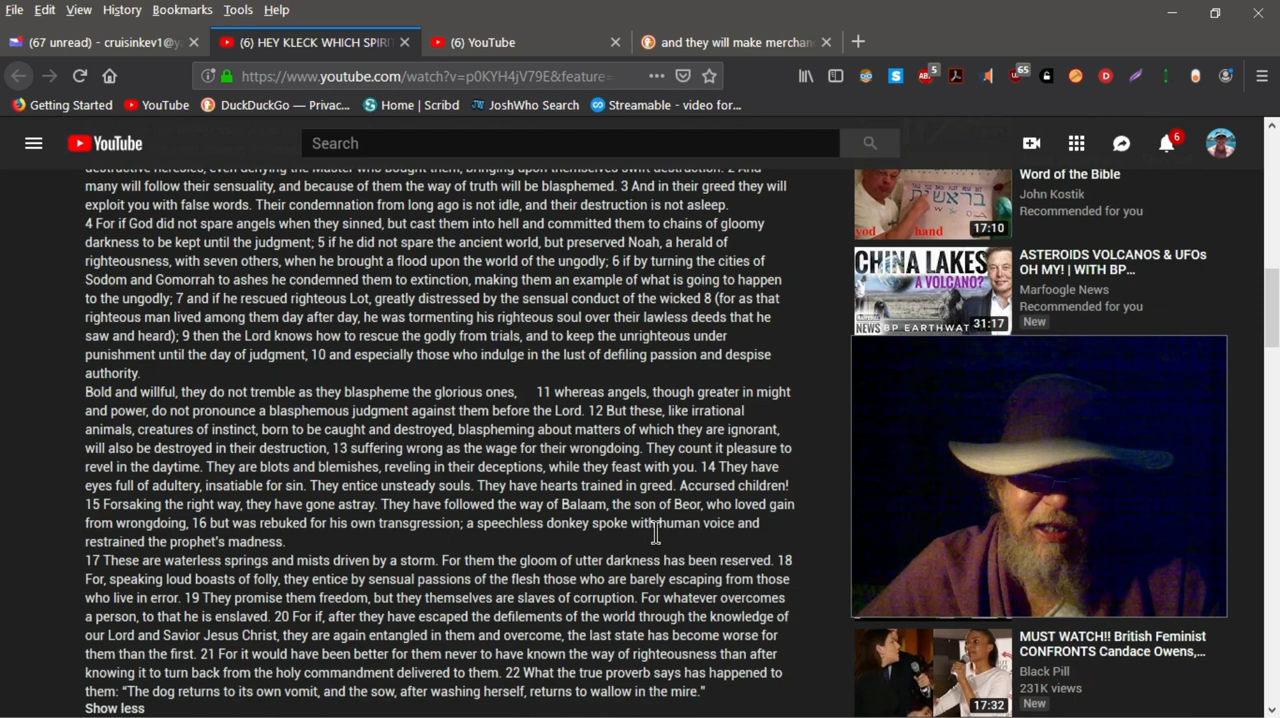 File Edit View History Bookmarks Tools Help
(67 unread) - cruisinkev1@y
(6) HEY KLECK WHICH SPIRI
(6) YouTube
and they will make merchan
https://www.youtube.com/watch?v=p0KYH4jV79E&feature=
5
65
Getting Started YouTube DuckDuckGo — Privac... Home | Scribd JoshWho Search Streamable - video for...
YouTube
Search
6
destructive heresies, even denying the Master who bought them, bringing upon themselves swift destruction. 2 And
many will follow their sensuality, and because of them the way of truth will be blasphemed. 3 And in their greed they will
exploit you with false words. Their condemnation from long ago is not idle, and their destruction is not asleep.
4 For if God did not spare angels when they sinned, but cast them into hell and committed them to chains of gloomy
darkness to be kept until the judgment; 5 if he did not spare the ancient world, but preserved Noah, a herald of
righteousness, with seven others, when he brought a flood upon the world of the ungodly; 6 if by turning the cities of
Sodom and Gomorrah to ashes he condemned them to extinction, making them an example of what is going to happen
to the ungodly; 7 and if he rescued righteous Lot, greatly distressed by the sensual conduct of the wicked 8 (for as that
righteous man lived among them day after day, he was tormenting his righteous soul over their lawless deeds that he
saw and heard); 9 then the Lord knows how to rescue the godly from trials, and to keep the unrighteous under
punishment until the day of judgment, 10 and especially those who indulge in the lust of defiling passion and despise
authority.
Bold and willful, they do not tremble as they blaspheme the glorious ones, 11 whereas angels, though greater in might
and power, do not pronounce a blasphemous judgment against them before the Lord. 12 But these, like irrational
animals, creatures of instinct, born to be caught and destroyed, blaspheming about matters of which they are ignorant,
will also be destroyed in their destruction, 13 suffering wrong as the wage for their wrongdoing. They count it pleasure to
revel in the daytime. They are blots and blemishes, reveling in their deceptions, while they feast with you. 14 They have
eyes full of adultery, insatiable for sin. They entice unsteady souls. They have hearts trained in greed. Accursed children!
15 Forsaking the right way, they have gone astray. They have followed the way of Balaam, the son of Beor, who loved gain
from wrongdoing, 16 but was rebuked for his own transgression; a speechless donkey spoke with human voice and
restrained the prophet's madness.
17 These are waterless springs and mists driven by a storm. For them the gloom of utter darkness has been reserved. 18
For, speaking loud boasts of folly, they entice by sensual passions of the flesh those who are barely escaping from those
who live in error. 19 They promise them freedom, but they themselves are slaves of corruption. For whatever overcomes
a person, to that he is enslaved. 20 For if, after they have escaped the defilements of the world through the knowledge of
our Lord and Savior Jesus Christ, they are again entangled in them and overcome, the last state has become worse for
them than the first. 21 For it would have been better for them never to have known the way of righteousness than after
knowing it to turn back from the holy commandment delivered to them. 22 What the true proverb says has happened to
them: "The dog returns to its own vomit, and the sow, after washing herself, returns to wallow in the mire."
Show less
בראשית
yod hand
17:10
Word of the Bible
John Kostik
Recommended for you
CHINA LAKES
A VOLCANO?
NEWS BP EARTHWAT
31:17
ASTEROIDS VOLCANOS & UFOs
OH MY! | WITH BP...
Marfoogle News
Recommended for you
New
17:32
MUST WATCH!! British Feminist
CONFRONTS Candace Owens,...
Black Pill
231K views
New